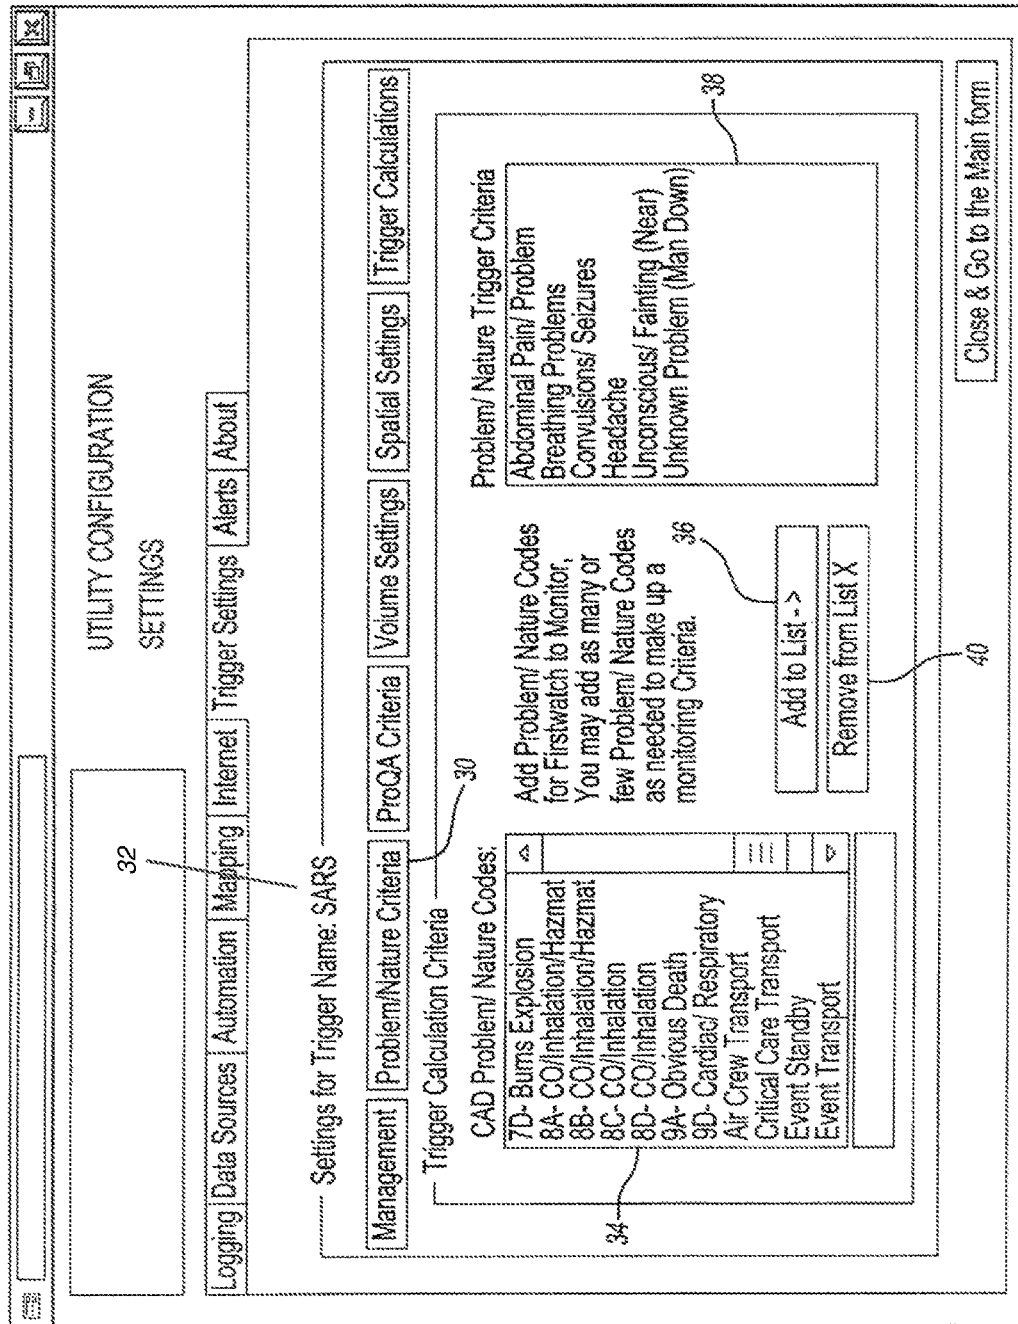 UTILITY CONFIGURATION
SETTINGS
32
Logging Data Sources Automation Mapping Internet Trigger Settings Alerts About
Settings for Trigger Name: SARS
Management Problem/Nature Criteria ProQA Criteria Volume Settings Spatial Settings Trigger Calculations
30
Trigger Calculation Criteria
CAD Problem/ Nature Codes:
7D- Burns Explosion
8A- CO/Inhalation/Hazmat
8B- CO/Inhalation/Hazmat
8C- CO/Inhalation
8D- CO/Inhalation
9A- Obvious Death
9D- Cardiac/ Respiratory
Air Crew Transport
Critical Care Transport
Event Standby
Event Transport
34
Add Problem/ Nature Codes
for Firstwatch to Monitor,
You may add as many or
few Problem/ Nature Codes
as needed to make up a
monitoring Criteria.
36
Add to List - >
Remove from List X
40
Problem/ Nature Trigger Criteria
Abdominal Pain/ Problem
Breathing Problems
Convulsions/ Seizures
Headache
Unconscious/ Fainting (Near)
Unknown Problem (Man Down)
38
Close & Go to the Main form